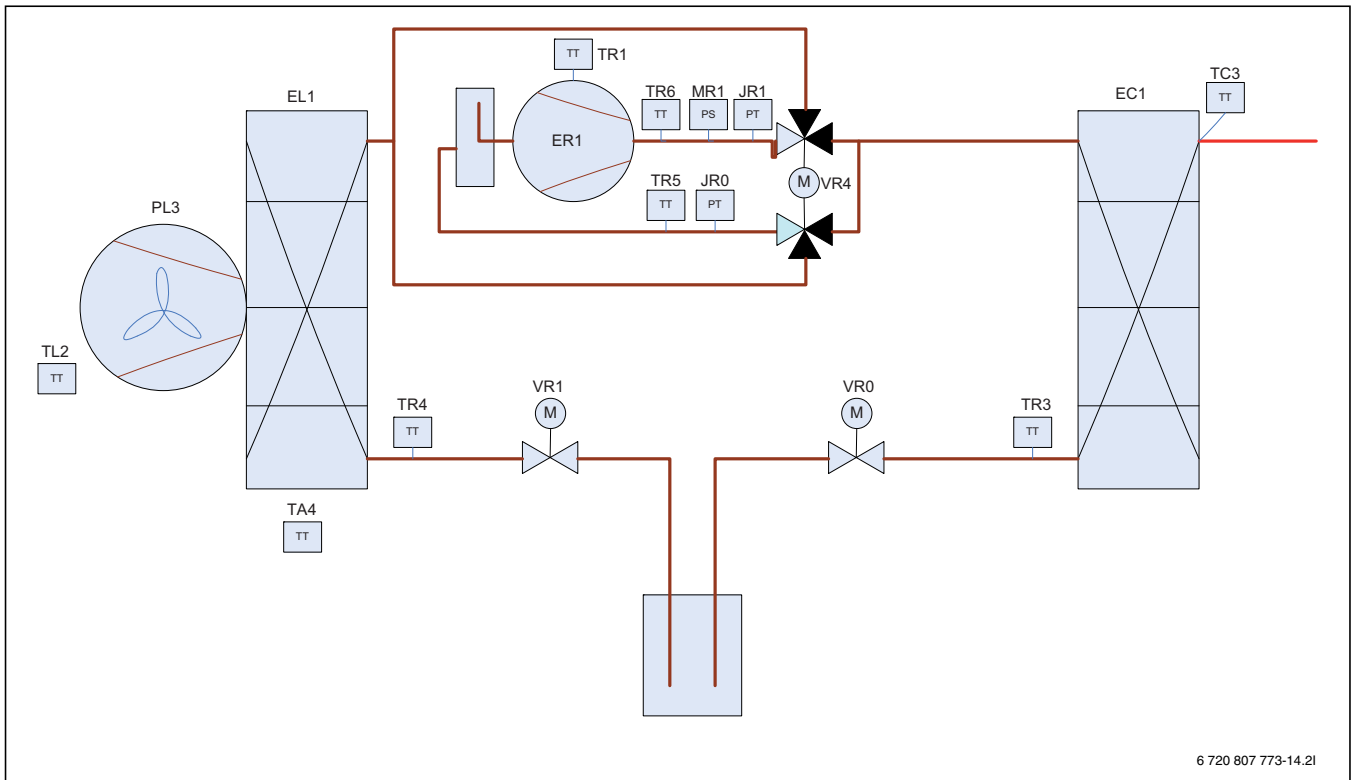 TT TR1
TC3
TT
EL1
TR6 MR1 JR1
TT PS PT
EC1
ER1
M VR4
TR5 JR0
TT PT
PL3
TL2
TT
VR1
M
VR0
M
TR4
TT
TR3
TT
TA4
TT
6 720 807 773-14.2I